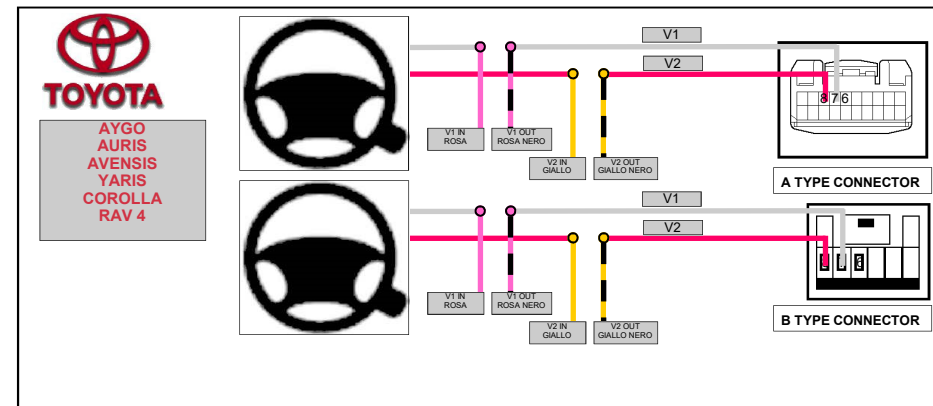 TOYOTA
AYGO
AURIS
AVENSIS
YARIS
COROLLA
RAV 4
V1
V2
8 7 6
V1 IN
ROSA
V1 OUT
ROSA NERO
V2 IN
GIALLO
V2 OUT
GIALLO NERO
A TYPE CONNECTOR
V1
V2
V1 IN
ROSA
V1 OUT
ROSA NERO
V2 IN
GIALLO
V2 OUT
GIALLO NERO
B TYPE CONNECTOR